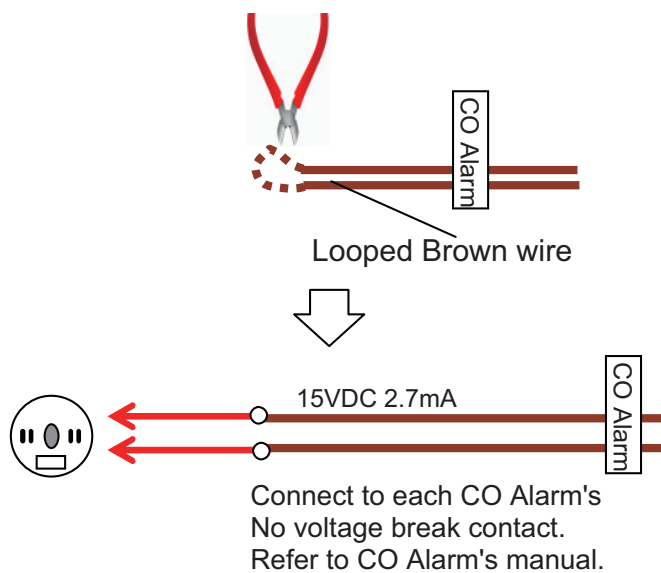 CO Alarm
Looped Brown wire
15VDC 2.7mA
CO Alarm
Connect to each CO Alarm's
No voltage break contact.
Refer to CO Alarm's manual.